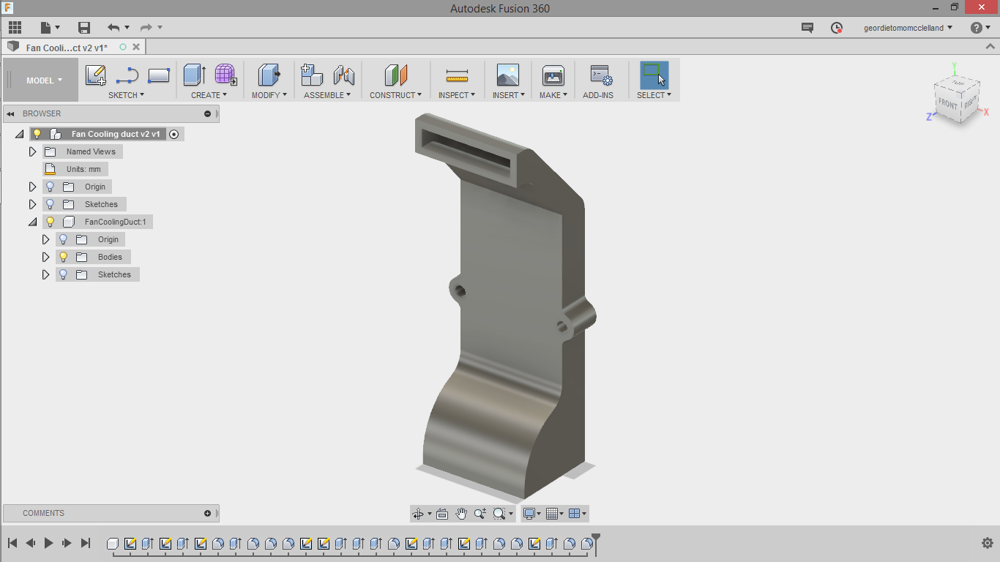 Autodesk Fusion 360
geordietomomcclelland
Fan Cooli...ct v2 v1*
MODEL
SKETCH
CREATE
MODIFY
ASSEMBLE
CONSTRUCT
INSPECT
INSERT
MAKE
ADD-INS
SELECT
BROWSER
Fan Cooling duct v2 v1
Named Views
Units: mm
Origin
Sketches
FanCoolingDuct:1
Origin
Bodies
Sketches
Y
TOP
FRONT
RIGHT
X
Z
COMMENTS